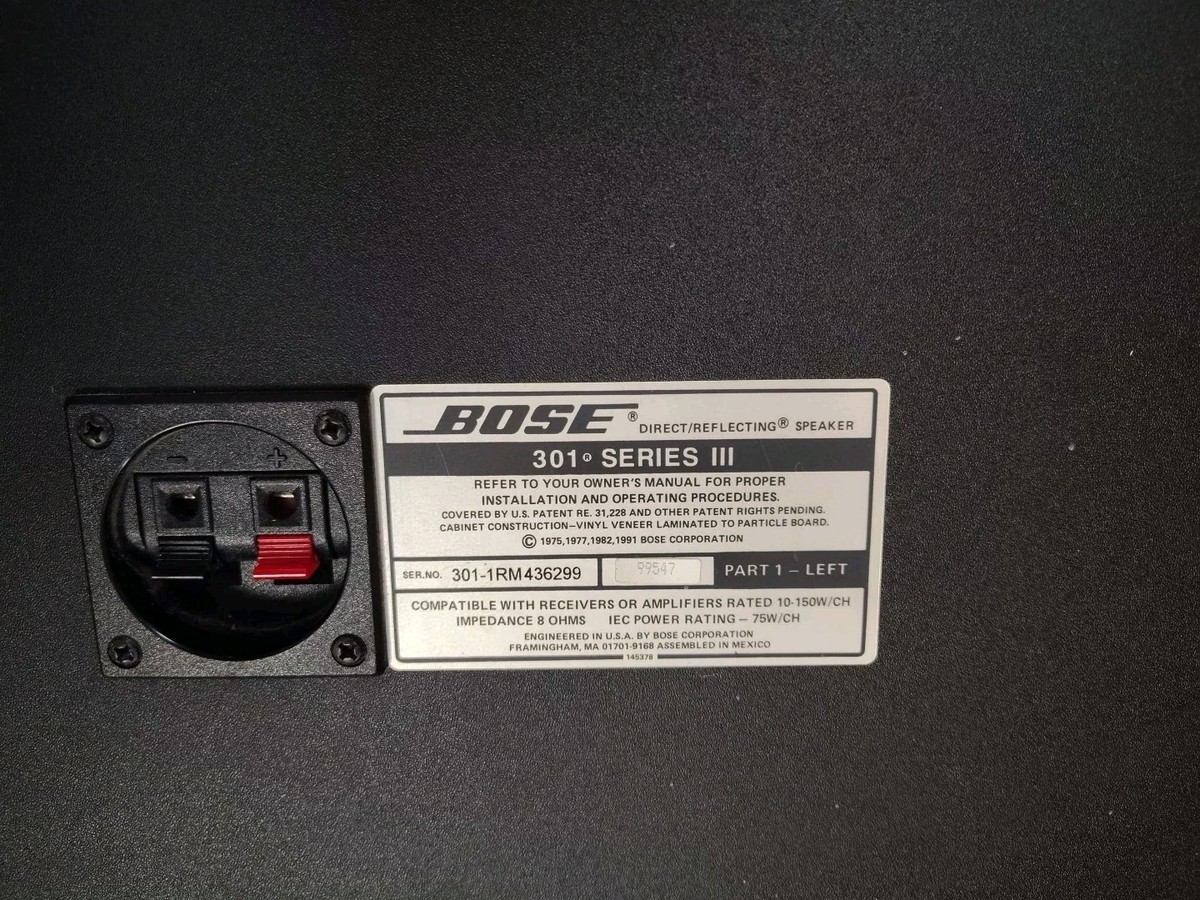 - +
BOSE® DIRECT/REFLECTING® SPEAKER
301® SERIES III
REFER TO YOUR OWNER'S MANUAL FOR PROPER
INSTALLATION AND OPERATING PROCEDURES.
COVERED BY U.S. PATENT RE. 31,228 AND OTHER PATENT RIGHTS PENDING.
CABINET CONSTRUCTION—VINYL VENEER LAMINATED TO PARTICLE BOARD.
© 1975,1977,1982,1991 BOSE CORPORATION
SER.NO. 301-1RM436299 99547 PART 1 – LEFT
COMPATIBLE WITH RECEIVERS OR AMPLIFIERS RATED 10-150W/CH
IMPEDANCE 8 OHMS IEC POWER RATING – 75W/CH
ENGINEERED IN U.S.A. BY BOSE CORPORATION
FRAMINGHAM, MA 01701-9168 ASSEMBLED IN MEXICO
145378